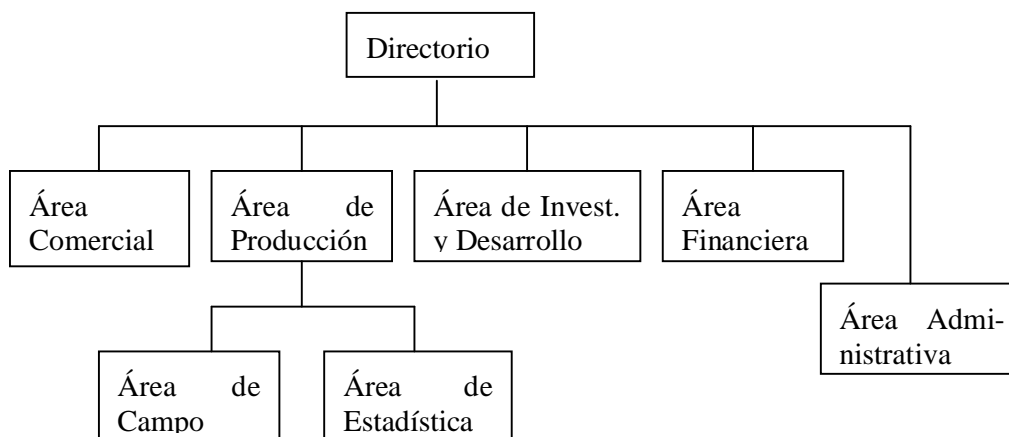 Directorio
Área
Comercial
Área de
Producción
Área de Invest.
y Desarrollo
Área
Financiera
Área Admi-
nistrativa
Área de
Campo
Área de
Estadística